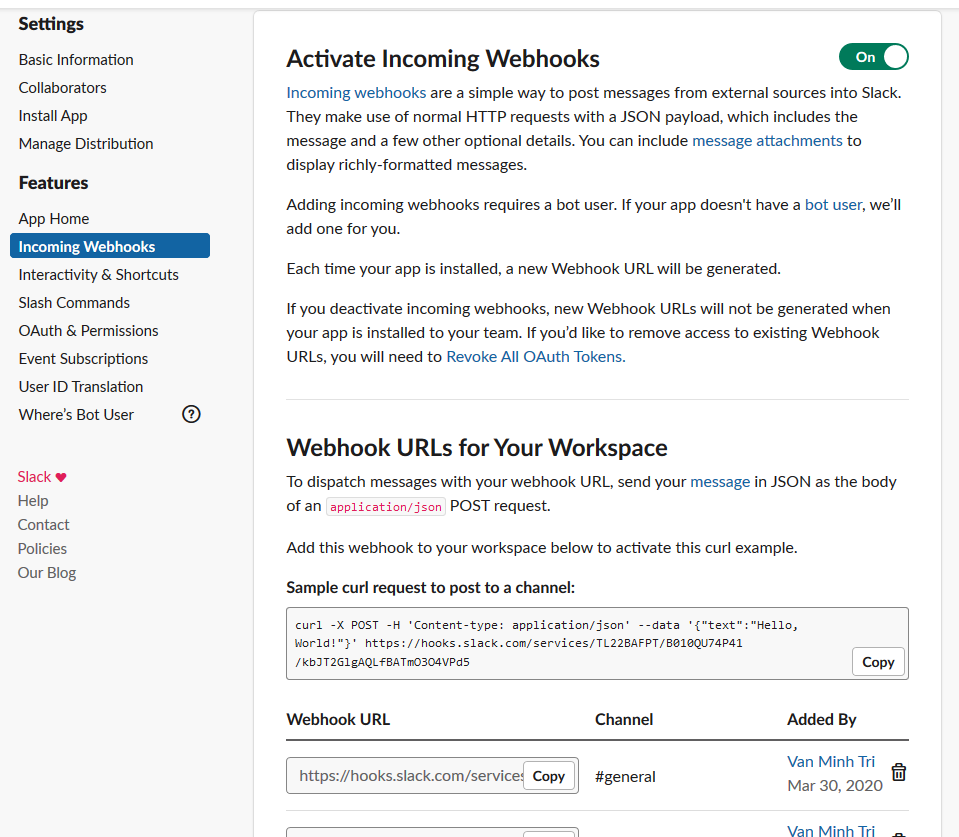 Settings
Basic Information
Collaborators
Install App
Manage Distribution
Features
App Home
Incoming Webhooks
Interactivity & Shortcuts
Slash Commands
OAuth & Permissions
Event Subscriptions
User ID Translation
Where's Bot User ?
Slack ♥
Help
Contact
Policies
Our Blog
Activate Incoming Webhooks
On
Incoming webhooks are a simple way to post messages from external sources into Slack.
They make use of normal HTTP requests with a JSON payload, which includes the
message and a few other optional details. You can include message attachments to
display richly-formatted messages.
Adding incoming webhooks requires a bot user. If your app doesn't have a bot user, we'll
add one for you.
Each time your app is installed, a new Webhook URL will be generated.
If you deactivate incoming webhooks, new Webhook URLs will not be generated when
your app is installed to your team. If you'd like to remove access to existing Webhook
URLs, you will need to Revoke All OAuth Tokens.
Webhook URLs for Your Workspace
To dispatch messages with your webhook URL, send your message in JSON as the body
of an application/json POST request.
Add this webhook to your workspace below to activate this curl example.
Sample curl request to post to a channel:
curl -X POST -H 'Content-type: application/json' --data '{"text":"Hello,
World!"}' https://hooks.slack.com/services/TL22BAFPT/B010QU74P41
/kbJT2GlgAQLfBATmO3O4VPd5
Copy
Webhook URL Channel Added By
https://hooks.slack.com/services Copy #general Van Minh Tri
Mar 30, 2020
Van Minh Tri